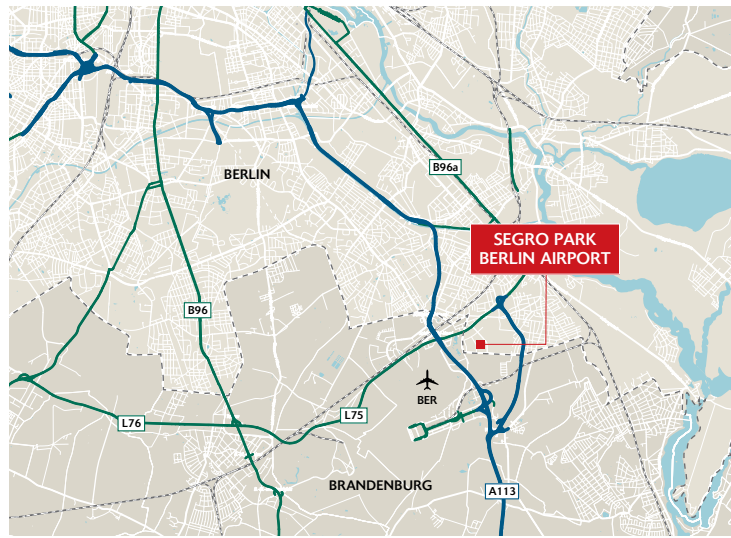 B96a
BERLIN
SEGRO PARK
BERLIN AIRPORT
B96
BER
L75
L76
BRANDENBURG
A113